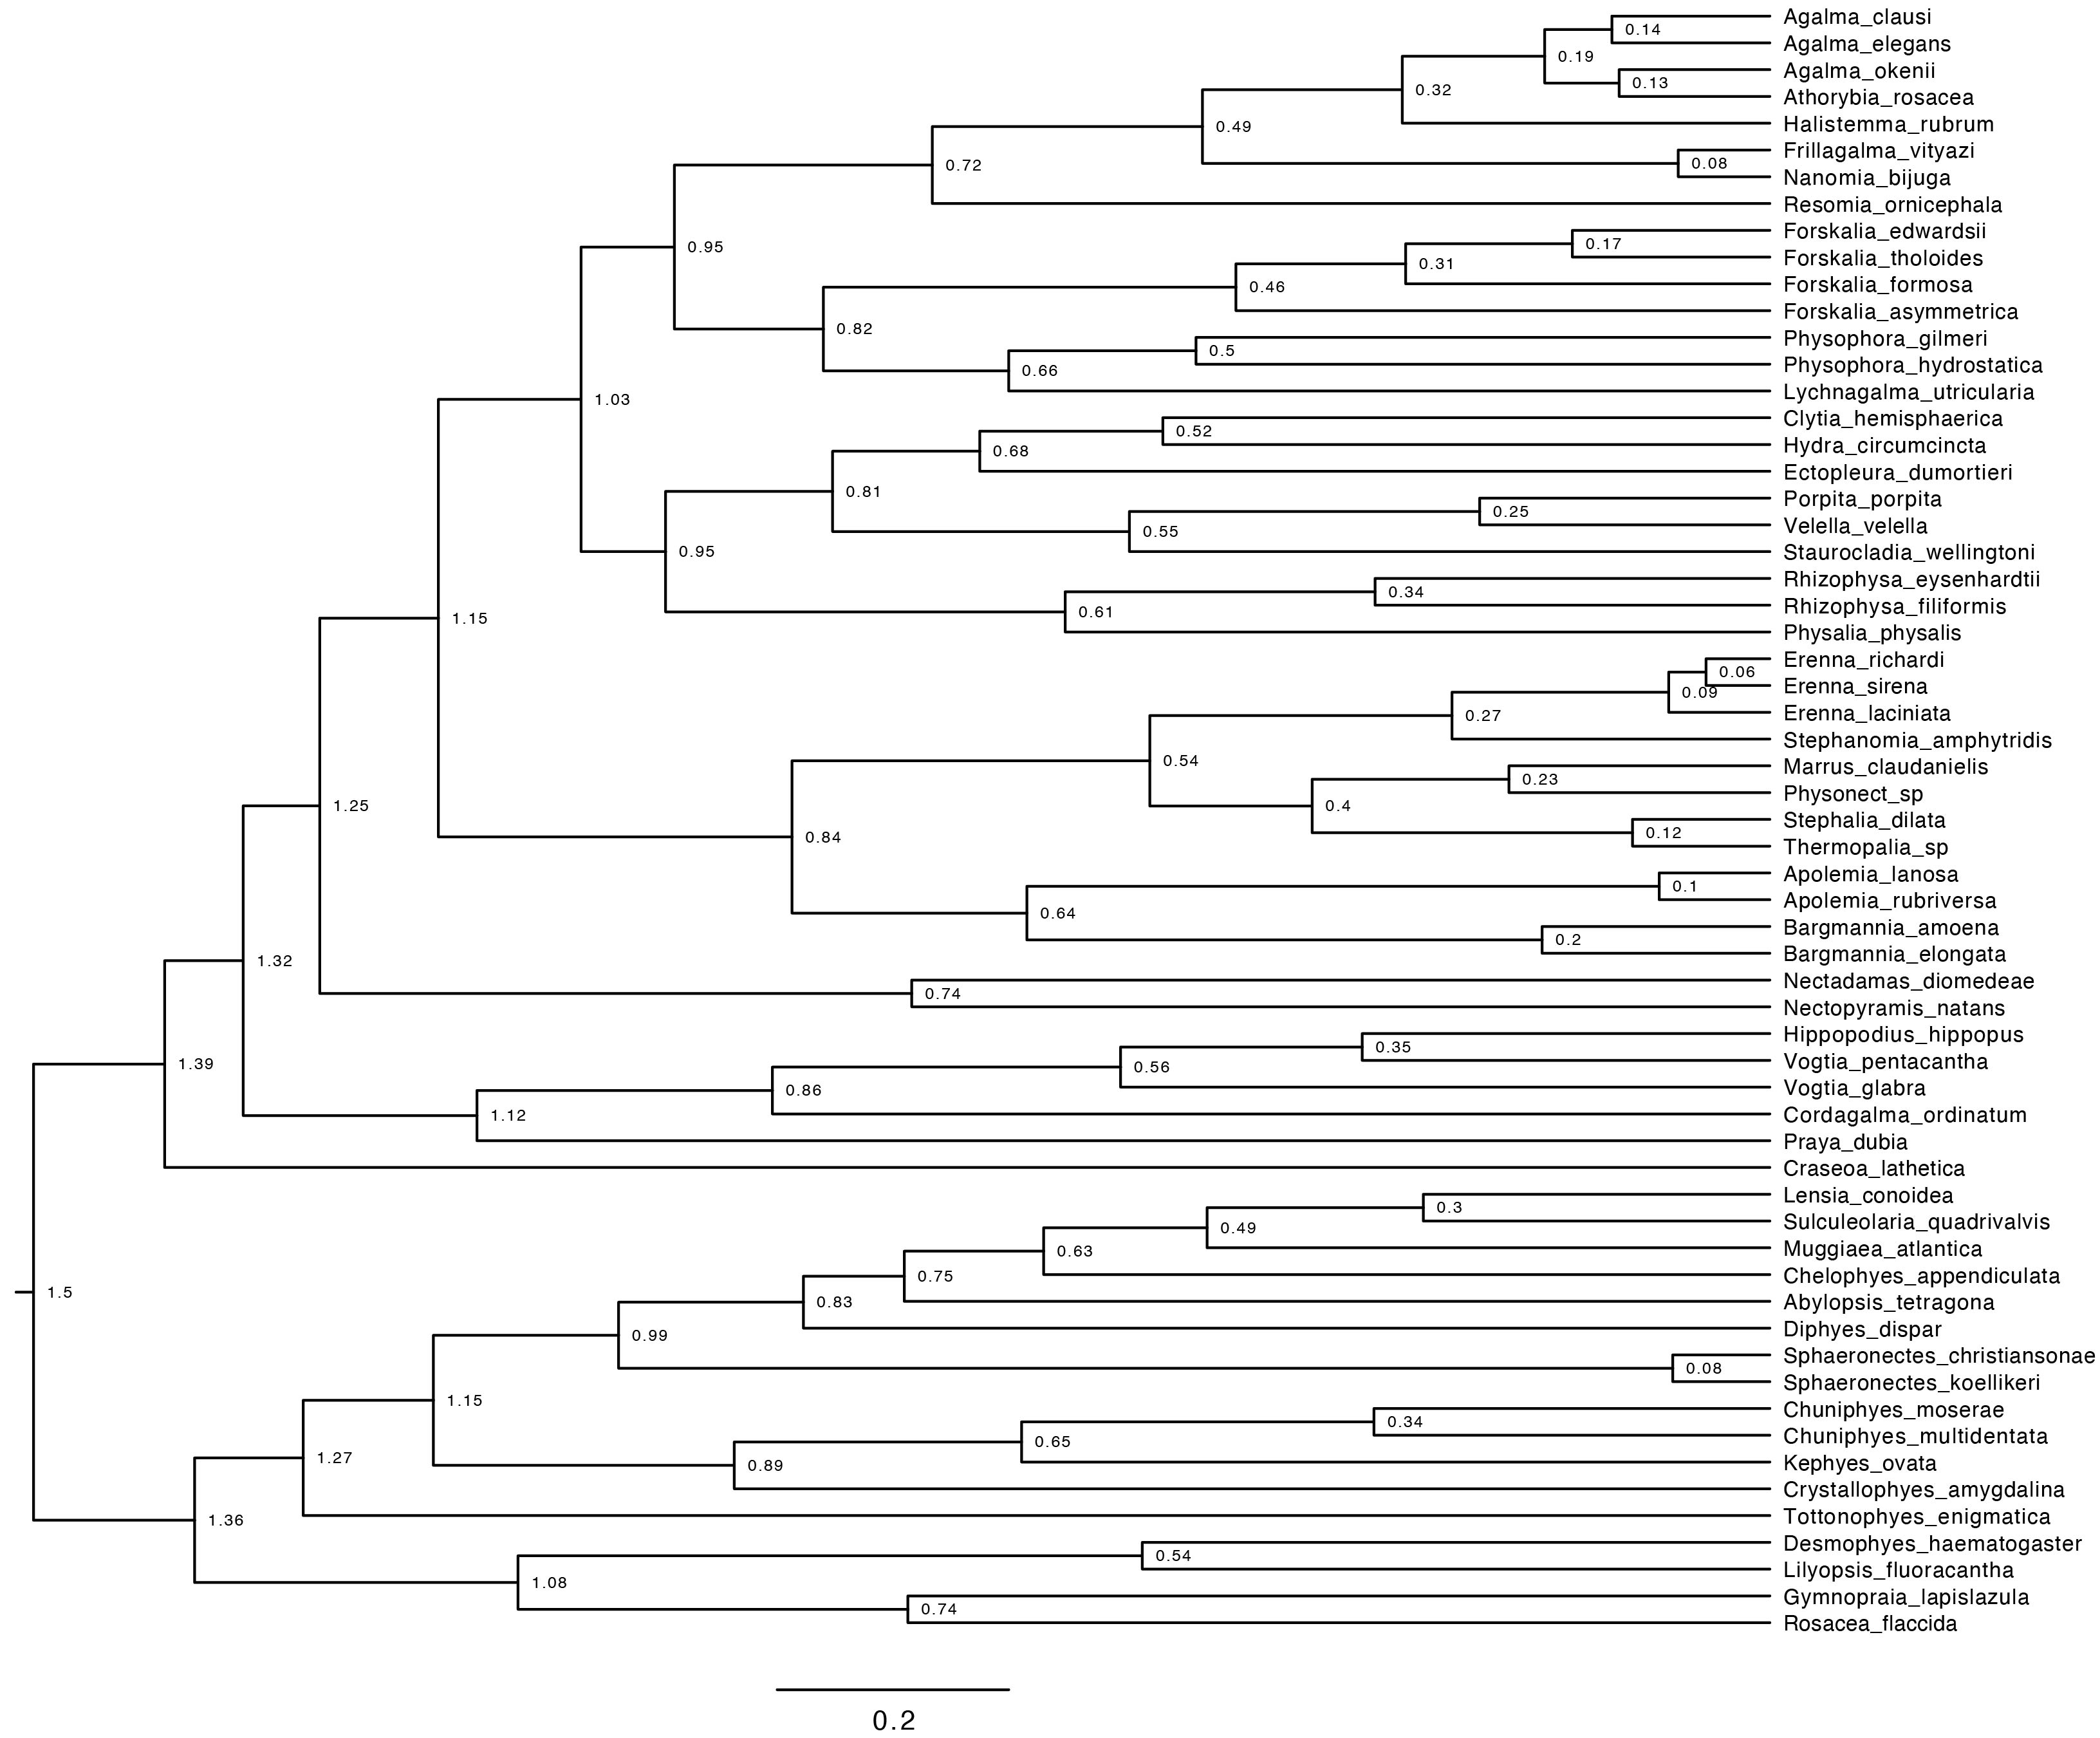 Agalma_clausi
0.14
Agalma_elegans
0.19
Agalma_okenii
0.13
Athorybia_rosacea
0.32
Halistemma_rubrum
0.49
Frillagalma_vityazi
0.08
Nanomia_bijuga
0.72
Resomia_ornicephala
0.95
Forskalia_edwardsii
0.17
Forskalia_tholoides
0.31
Forskalia_formosa
0.46
Forskalia_asymmetrica
0.82
Physophora_gilmeri
0.5
Physophora_hydrostatica
0.66
Lychnagalma_utricularia
1.03
Clytia_hemisphaerica
0.52
Hydra_circumcincta
0.68
Ectopleura_dumortieri
0.81
Porpita_porpita
0.25
Velella_velella
0.55
Staurocladia_wellingtoni
0.95
Rhizophysa_eysenhardtii
0.34
Rhizophysa_filiformis
0.61
Physalia_physalis
1.15
Erenna_richardi
0.06
Erenna_sirena
0.09
Erenna_laciniata
0.27
Stephanomia_amphytridis
0.54
Marrus_claudanielis
0.23
Physonect_sp
0.4
Stephalia_dilata
0.12
Thermopalia_sp
0.84
Apolemia_lanosa
0.1
Apolemia_rubriversa
0.64
Bargmannia_amoena
0.2
Bargmannia_elongata
1.25
Nectadamas_diomedeae
0.74
Nectopyramis_natans
1.32
Hippopodius_hippopus
0.35
Vogtia_pentacantha
0.56
Vogtia_glabra
0.86
Cordagalma_ordinatum
1.12
Praya_dubia
1.39
Craseoa_lathetica
1.5
Lensia_conoidea
0.3
Sulculeolaria_quadrivalvis
0.49
Muggiaea_atlantica
0.63
Chelophyes_appendiculata
0.75
Abylopsis_tetragona
0.83
Diphyes_dispar
0.99
Sphaeronectes_christiansonae
0.08
Sphaeronectes_koellikeri
1.15
Chuniphyes_moserae
0.34
Chuniphyes_multidentata
0.65
Kephyes_ovata
0.89
Crystallophyes_amygdalina
1.27
Tottonophyes_enigmatica
1.36
Desmophyes_haematogaster
0.54
Lilyopsis_fluoracantha
1.08
Gymnopraia_lapislazula
0.74
Rosacea_flaccida
0.2